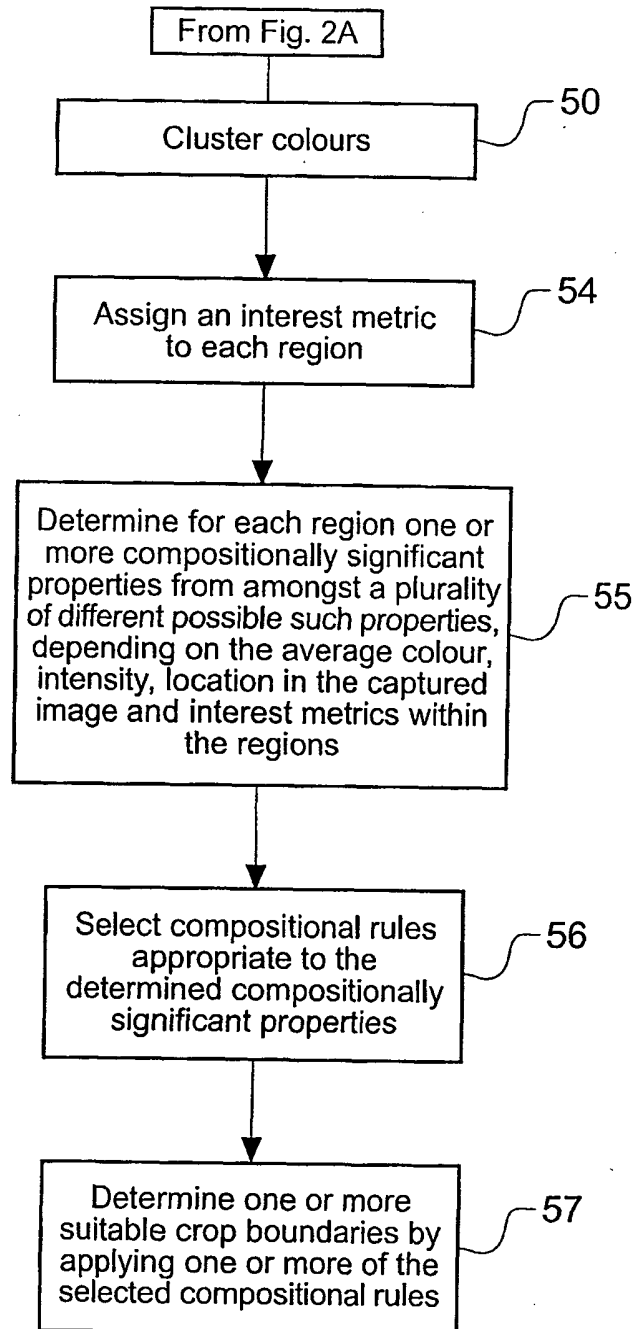 From Fig. 2A
50
Cluster colours
54
Assign an interest metric
to each region
Determine for each region one or
more compositionally significant
properties from amongst a plurality
of different possible such properties,
depending on the average colour,
intensity, location in the captured
image and interest metrics within
the regions
55
Select compositional rules
appropriate to the
determined compositionally
significant properties
56
Determine one or more
suitable crop boundaries by
applying one or more of the
selected compositional rules
57